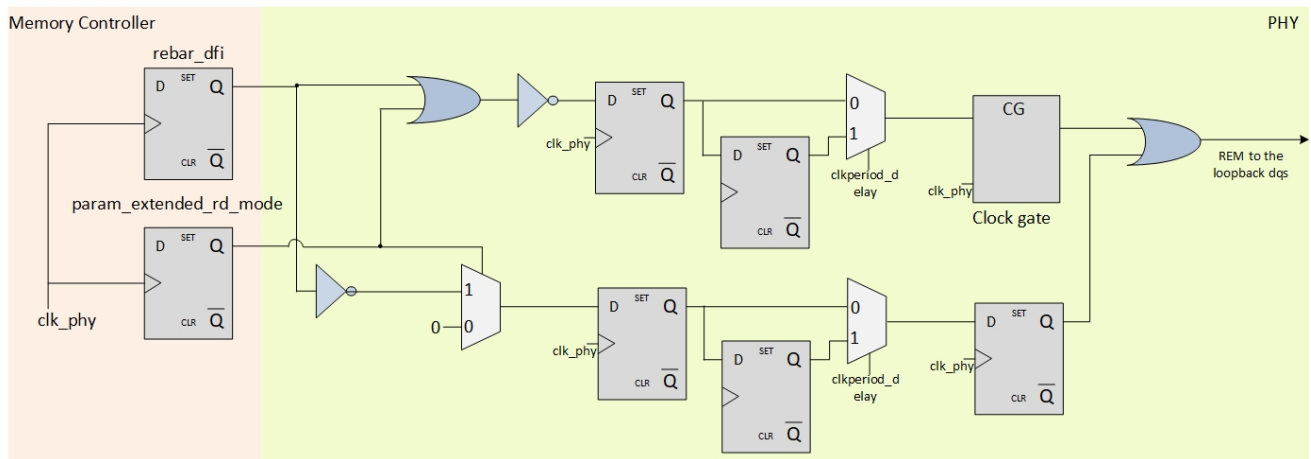 Memory Controller
PHY
rebar_dfi
D SET Q
CLR Q
param_extended_rd_mode
D SET Q
CLR Q
clk_phy
D SET Q
clk_phy
CLR Q
D SET Q
CLR Q
0
1
clkperiod_d
elay
CG
clk_phy
Clock gate
REM to the
loopback dqs
1
0 0
D SET Q
clk_phy
CLR Q
D SET Q
CLR Q
0
1
clkperiod_d
elay
D SET Q
clk_phy
CLR Q